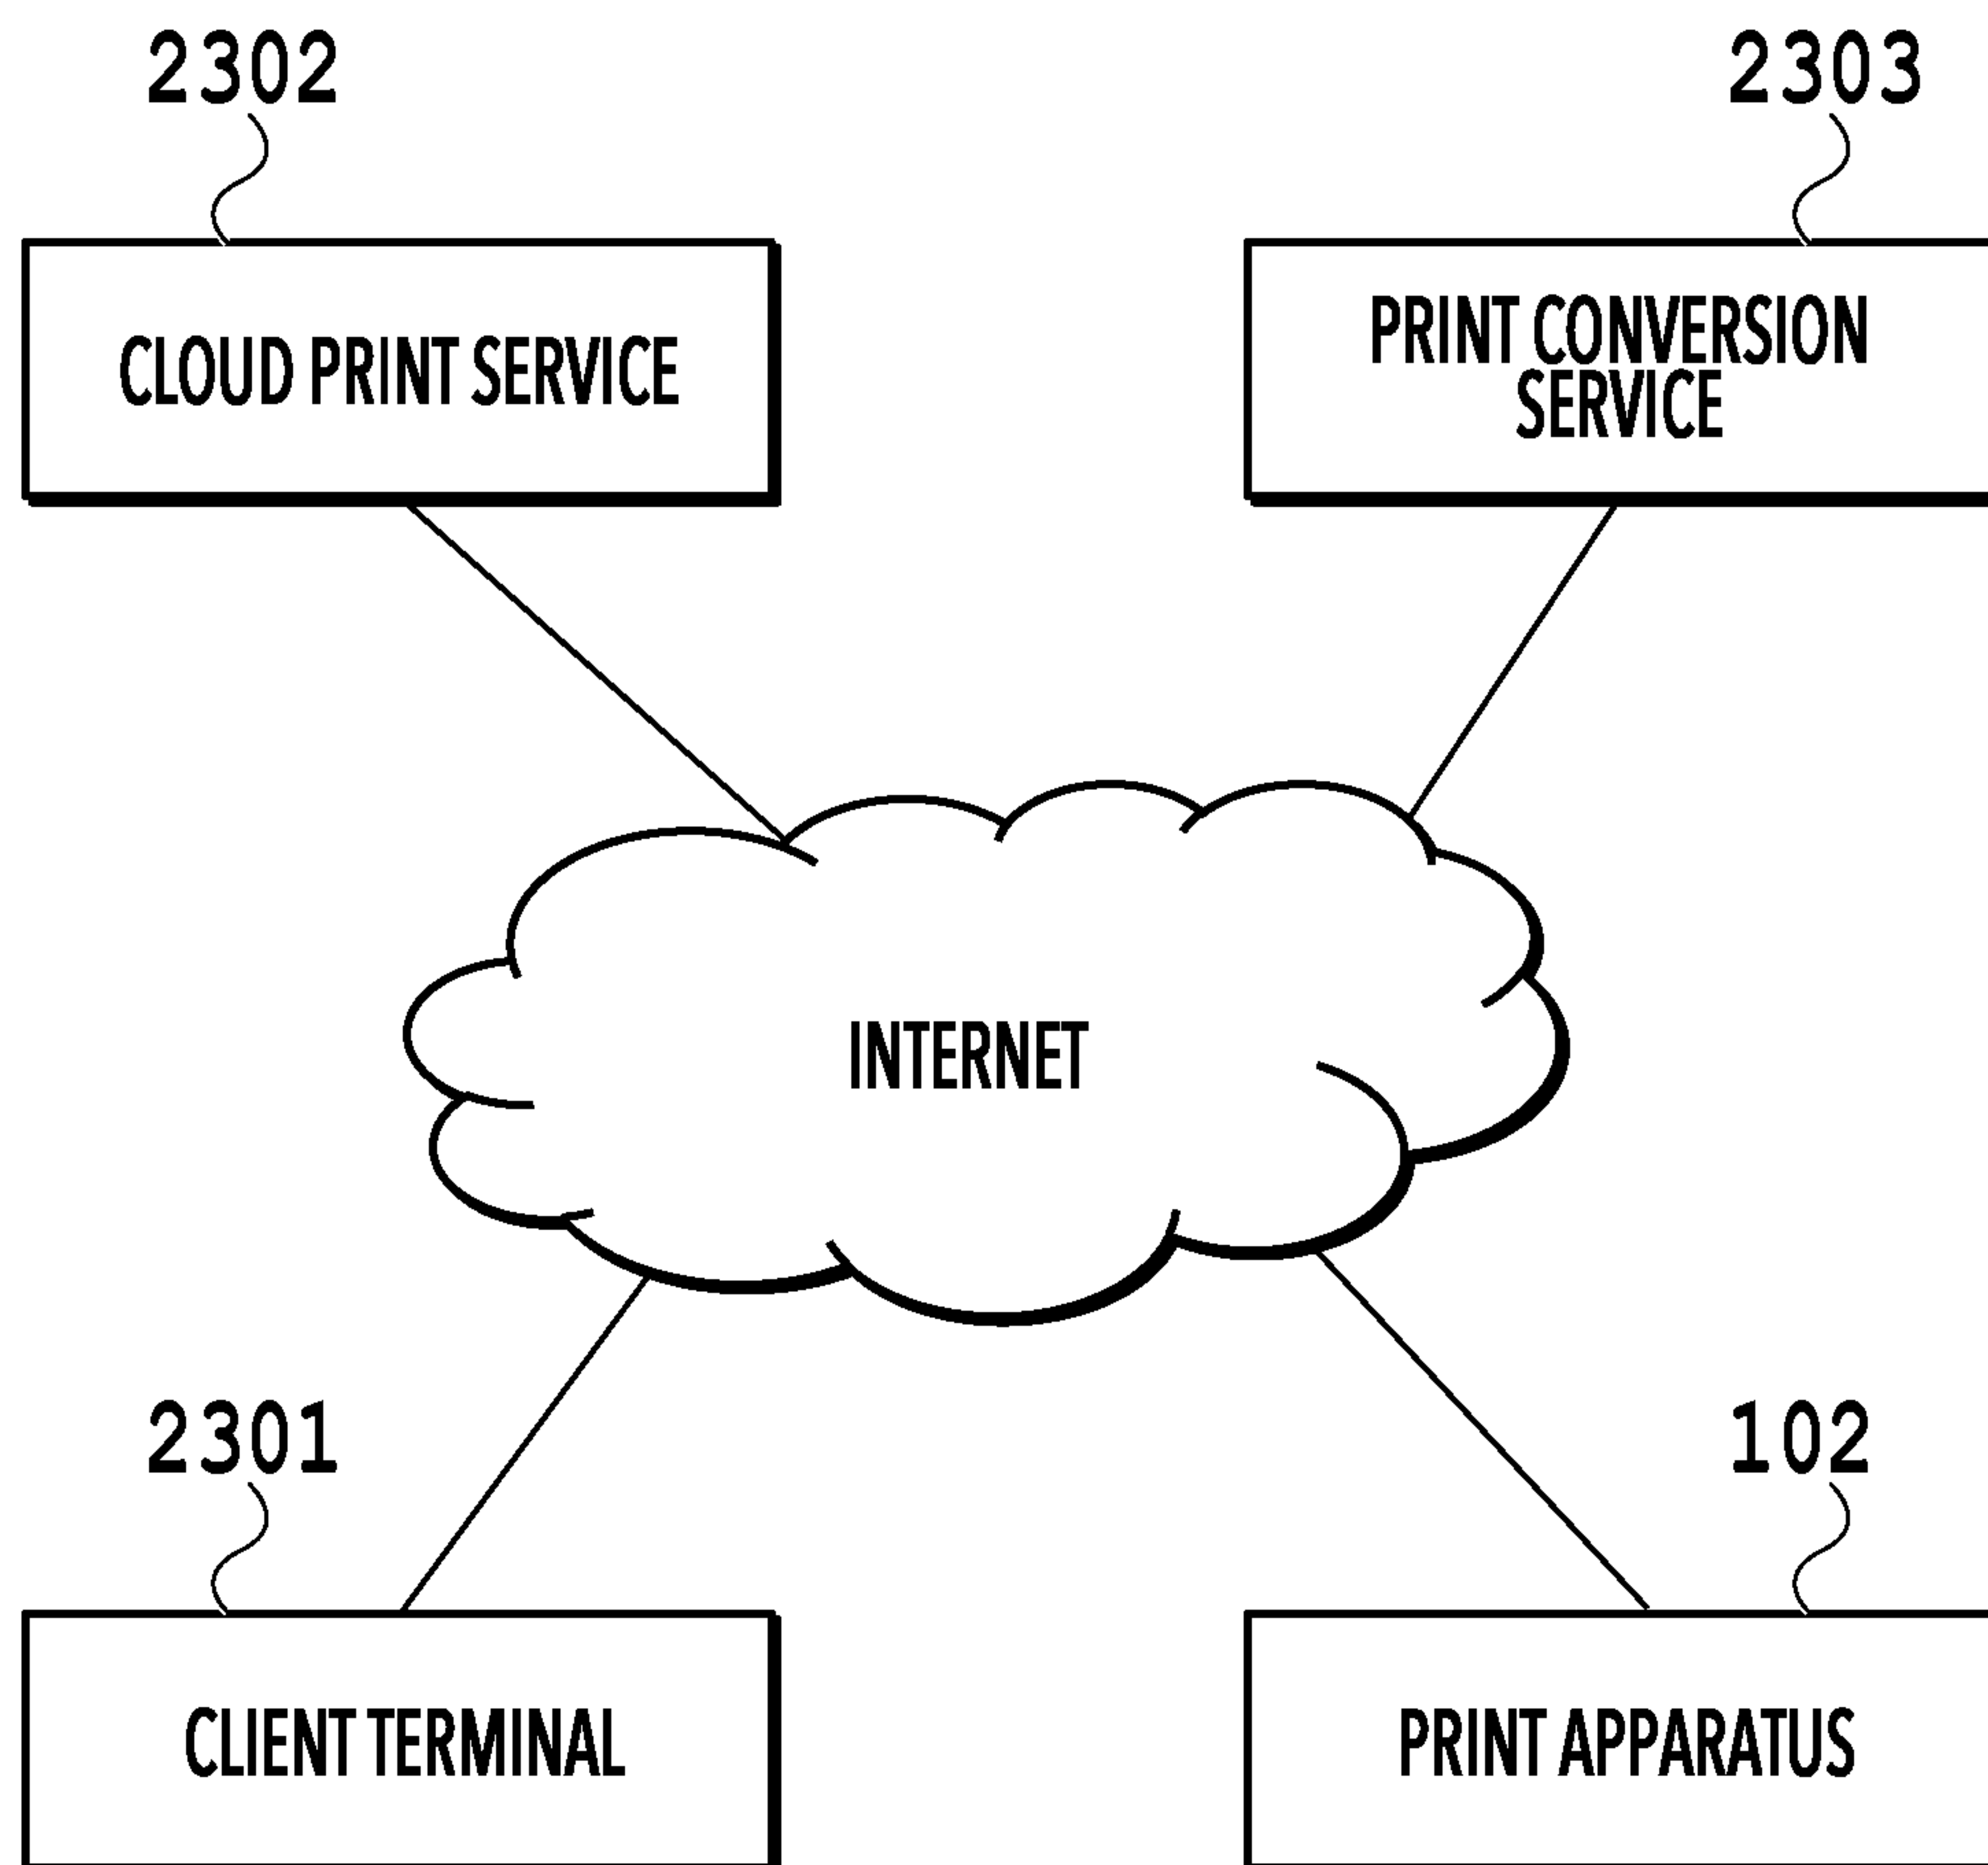 2302
2303
CLOUD PRINT SERVICE
PRINT CONVERSION
SERVICE
INTERNET
2301
102
CLIENT TERMINAL
PRINT APPARATUS